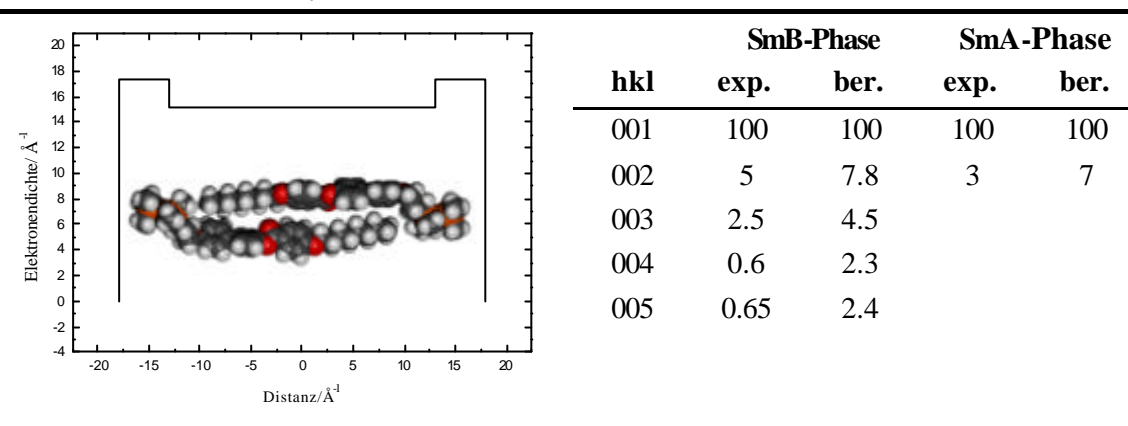 20
18
16
14
12
10
8
6
4
2
0
-2
-4
Elektronendichte/ Å⁻¹
-20 -15 -10 -5 0 5 10 15 20
Distanz/Å⁻¹
SmB-Phase SmA-Phase
hkl exp. ber. exp. ber.
001 100 100 100 100
002 5 7.8 3 7
003 2.5 4.5
004 0.6 2.3
005 0.65 2.4